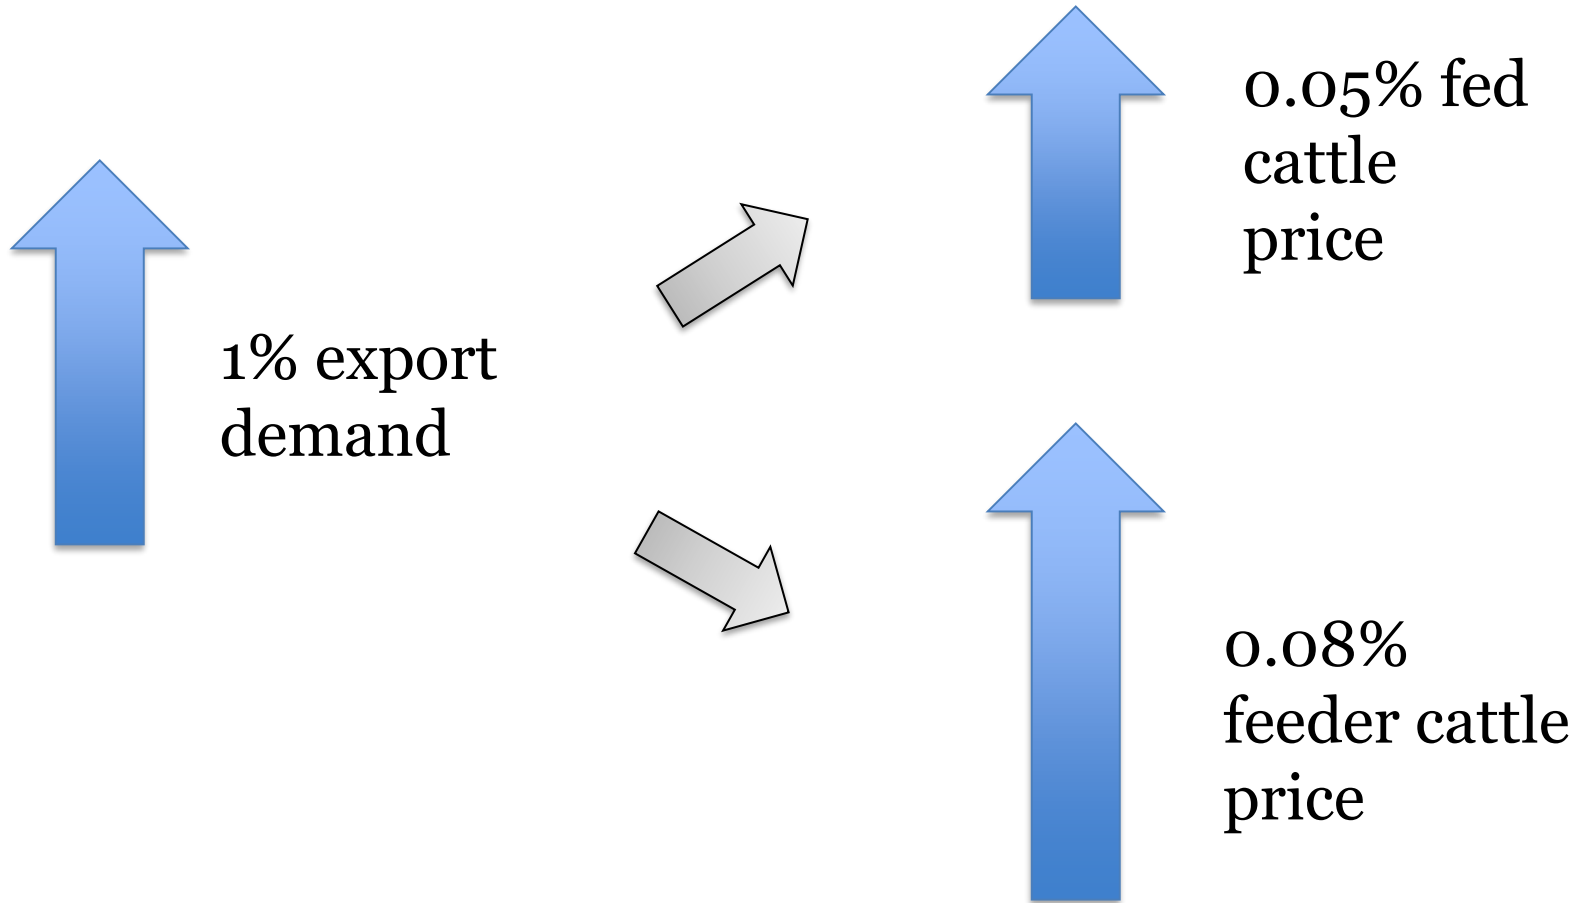 1% export
demand
0.05% fed
cattle
price
0.08%
feeder cattle
price